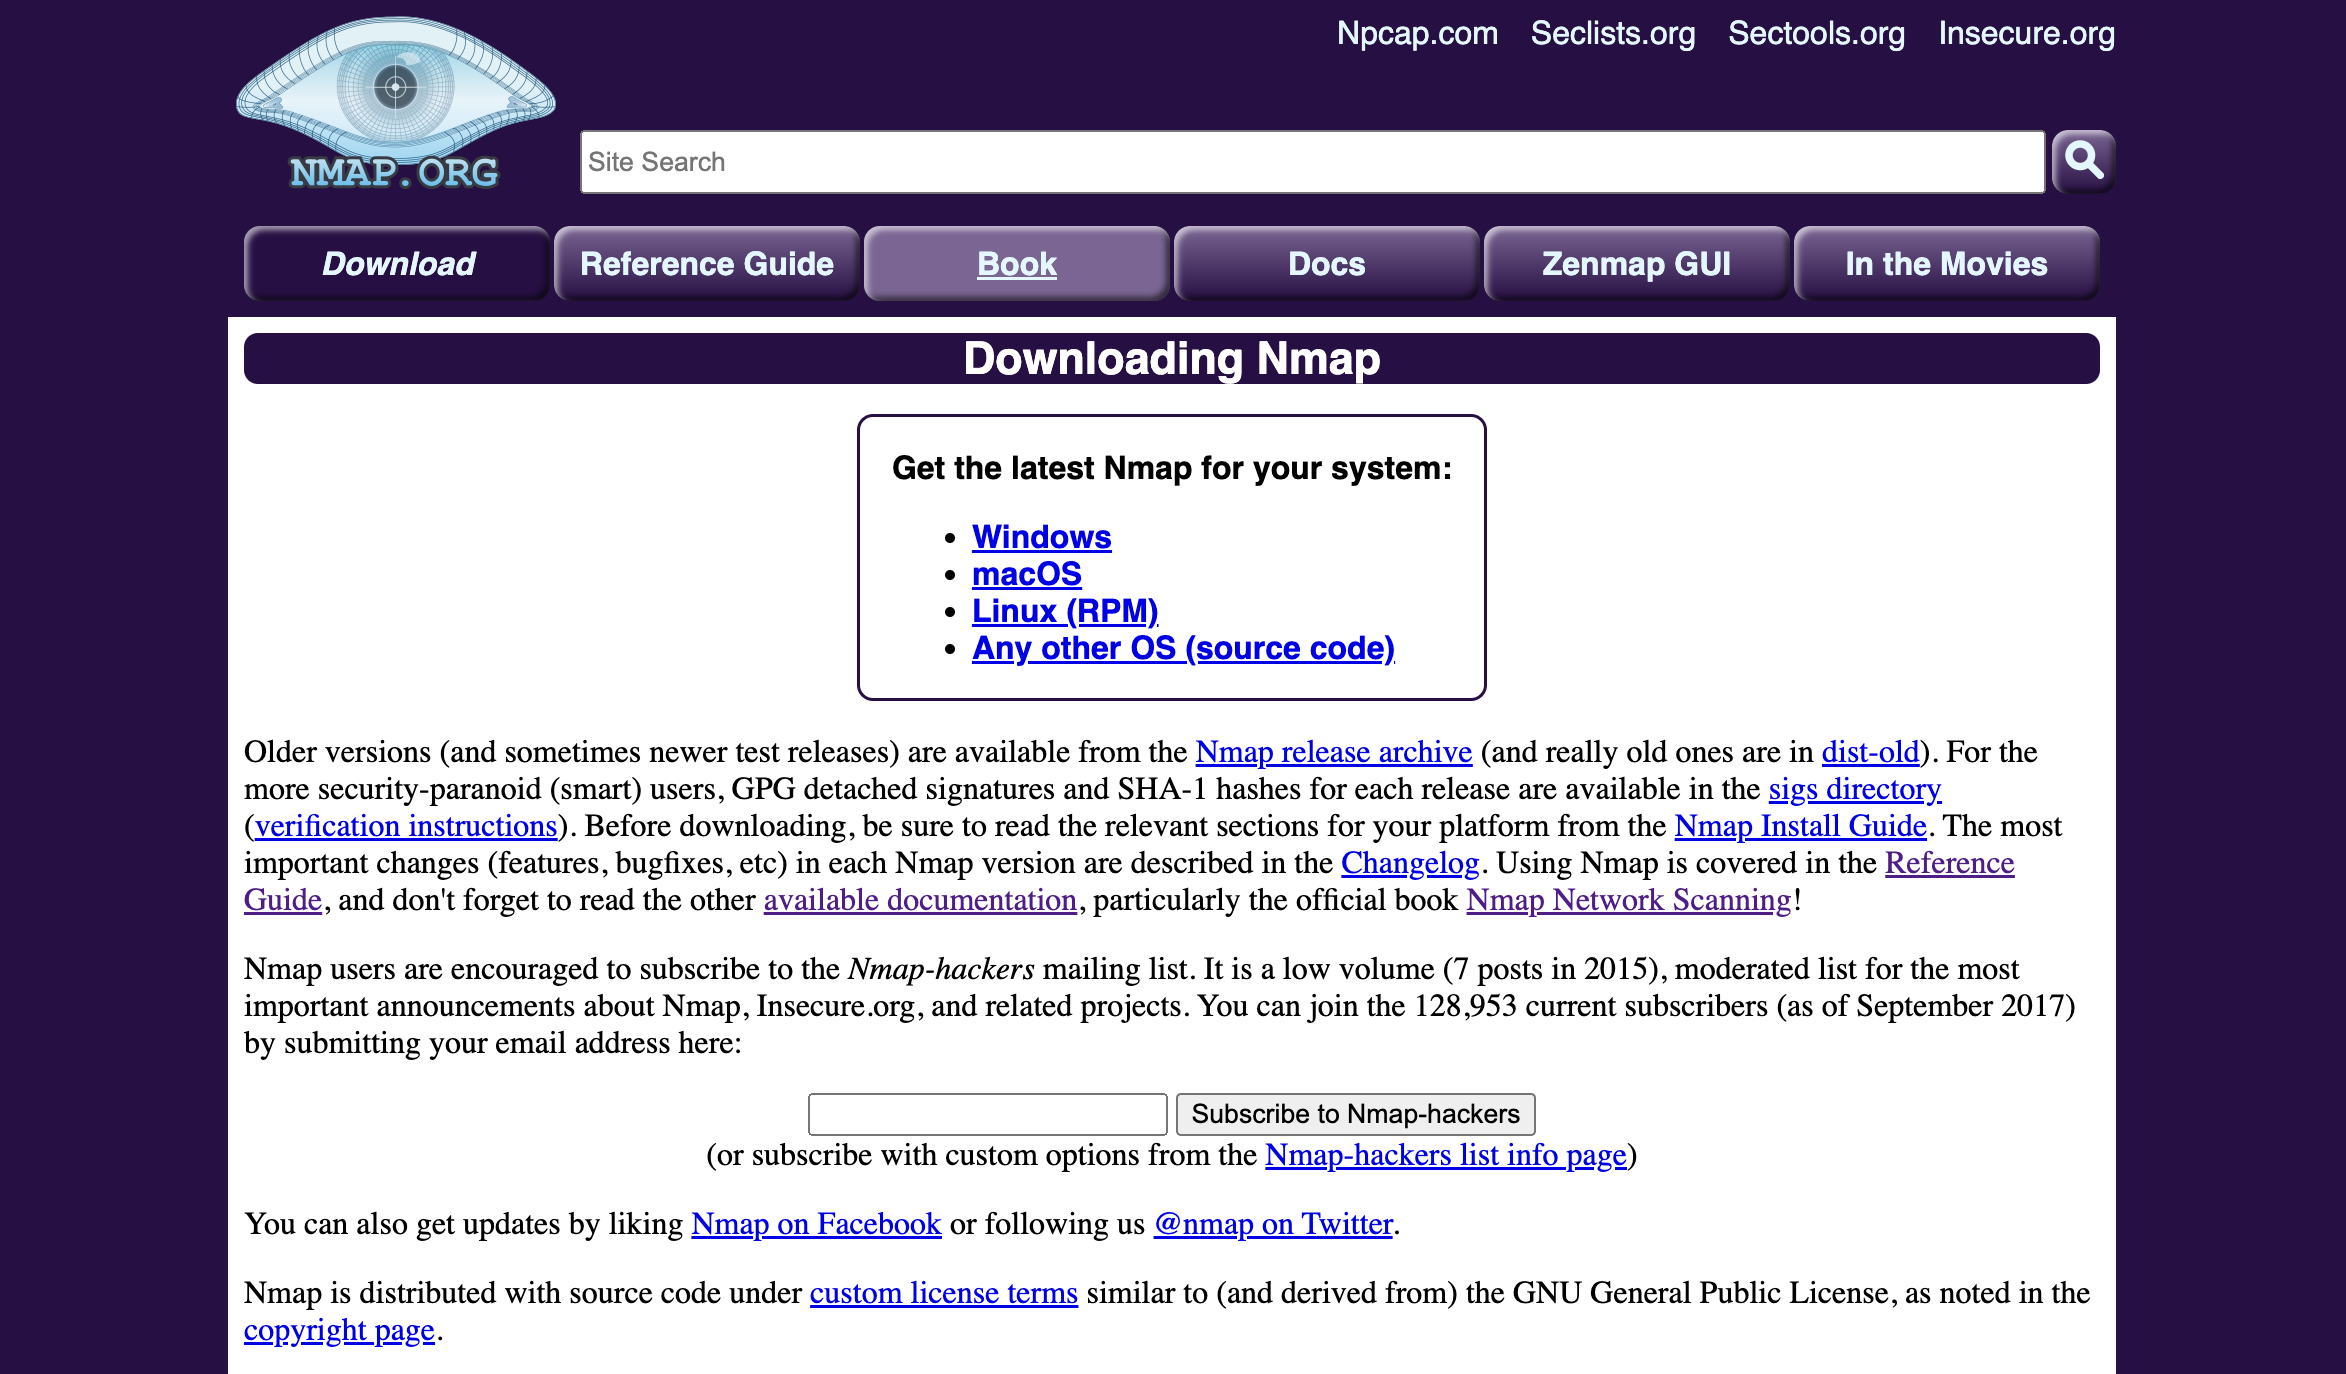 Npcap.com Seclists.org Sectools.org Insecure.org
NMAP.ORG
Site Search
Download Reference Guide Book Docs Zenmap GUI In the Movies
Downloading Nmap
Get the latest Nmap for your system:
• Windows
• macOS
• Linux (RPM)
• Any other OS (source code)
Older versions (and sometimes newer test releases) are available from the Nmap release archive (and really old ones are in dist-old). For the
more security-paranoid (smart) users, GPG detached signatures and SHA-1 hashes for each release are available in the sigs directory
(verification instructions). Before downloading, be sure to read the relevant sections for your platform from the Nmap Install Guide. The most
important changes (features, bugfixes, etc) in each Nmap version are described in the Changelog. Using Nmap is covered in the Reference
Guide, and don't forget to read the other available documentation, particularly the official book Nmap Network Scanning!
Nmap users are encouraged to subscribe to the Nmap-hackers mailing list. It is a low volume (7 posts in 2015), moderated list for the most
important announcements about Nmap, Insecure.org, and related projects. You can join the 128,953 current subscribers (as of September 2017)
by submitting your email address here:
Subscribe to Nmap-hackers
(or subscribe with custom options from the Nmap-hackers list info page)
You can also get updates by liking Nmap on Facebook or following us @nmap on Twitter.
Nmap is distributed with source code under custom license terms similar to (and derived from) the GNU General Public License, as noted in the
copyright page.